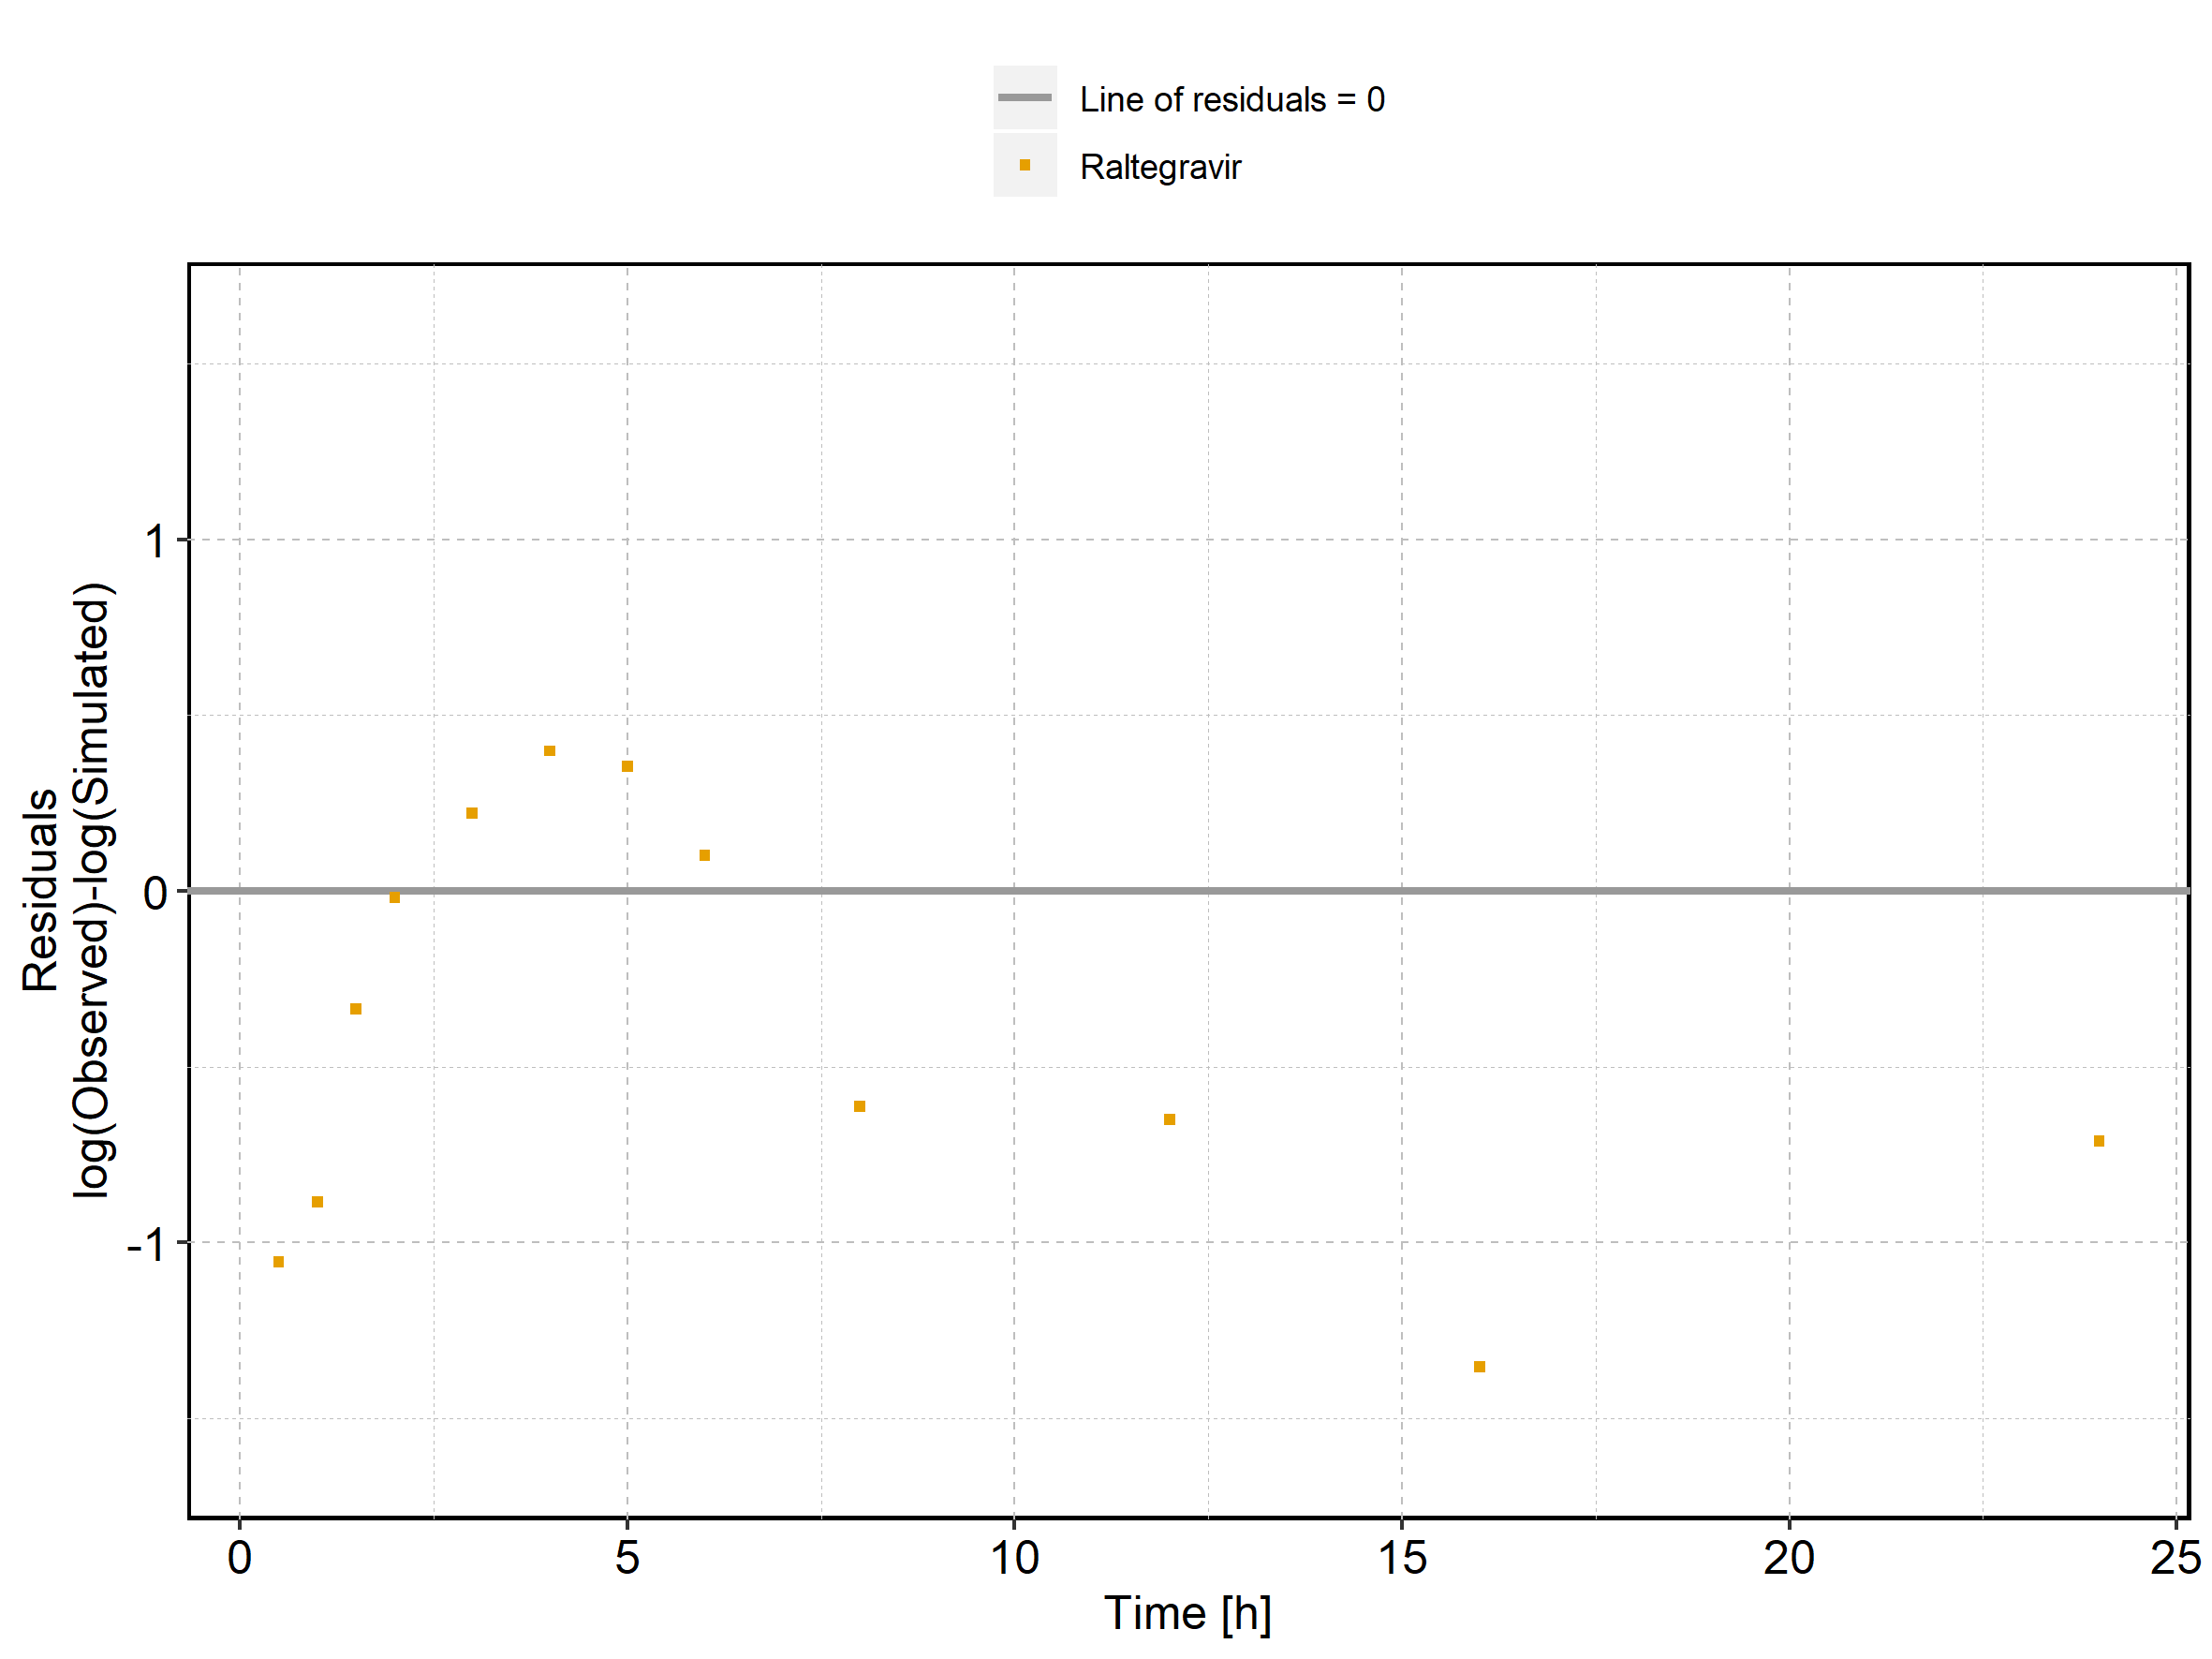 Line of residuals = 0
Raltegravir
Residuals
log(Observed)-log(Simulated)
1
0
-1
0
5
10
15
20
25
Time [h]